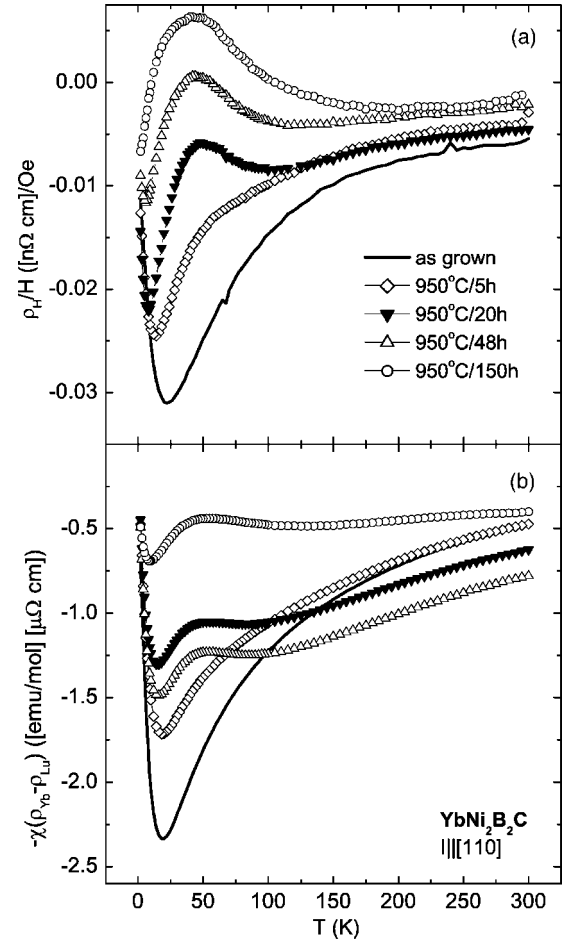 (a)
0.00
-0.01
-0.02
-0.03
ρH/H ([nΩ cm]/Oe
as grown
950°C/5h
950°C/20h
950°C/48h
950°C/150h
(b)
-0.5
-1.0
-1.5
-2.0
-2.5
-χ(ρYb-ρLu) ([emu/mol] [μΩ cm])
YbNi2B2C
I||[110]
0 50 100 150 200 250 300
T (K)